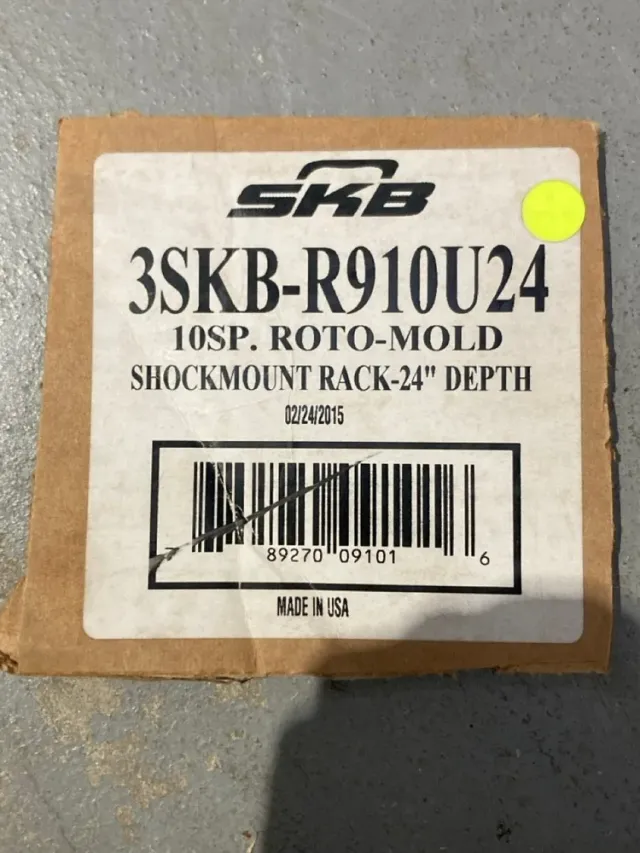 SKB
3SKB-R910U24
10SP. ROTO-MOLD
SHOCKMOUNT RACK-24" DEPTH
02/24/2015
89270 09101 6
MADE IN USA